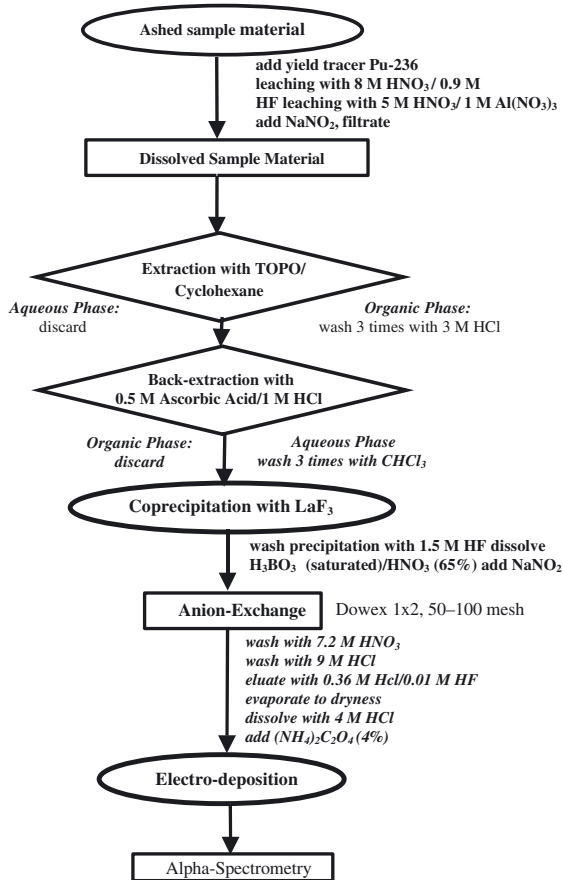 Ashed sample material
add yield tracer Pu-236
leaching with 8 M HNO₃/ 0.9 M
HF leaching with 5 M HNO₃/ 1 M Al(NO₃)₃
add NaNO₂, filtrate
Dissolved Sample Material
Extraction with TOPO/
Cyclohexane
Aqueous Phase:
discard
Organic Phase:
wash 3 times with 3 M HCl
Back-extraction with
0.5 M Ascorbic Acid/1 M HCl
Organic Phase:
discard
Aqueous Phase
wash 3 times with CHCl₃
Coprecipitation with LaF₃
wash precipitation with 1.5 M HF dissolve
H₃BO₃ (saturated)/HNO₃ (65%) add NaNO₂
Anion-Exchange
Dowex 1x2, 50–100 mesh
wash with 7.2 M HNO₃
wash with 9 M HCl
eluate with 0.36 M Hcl/0.01 M HF
evaporate to dryness
dissolve with 4 M HCl
add (NH₄)₂C₂O₄ (4%)
Electro-deposition
Alpha-Spectrometry